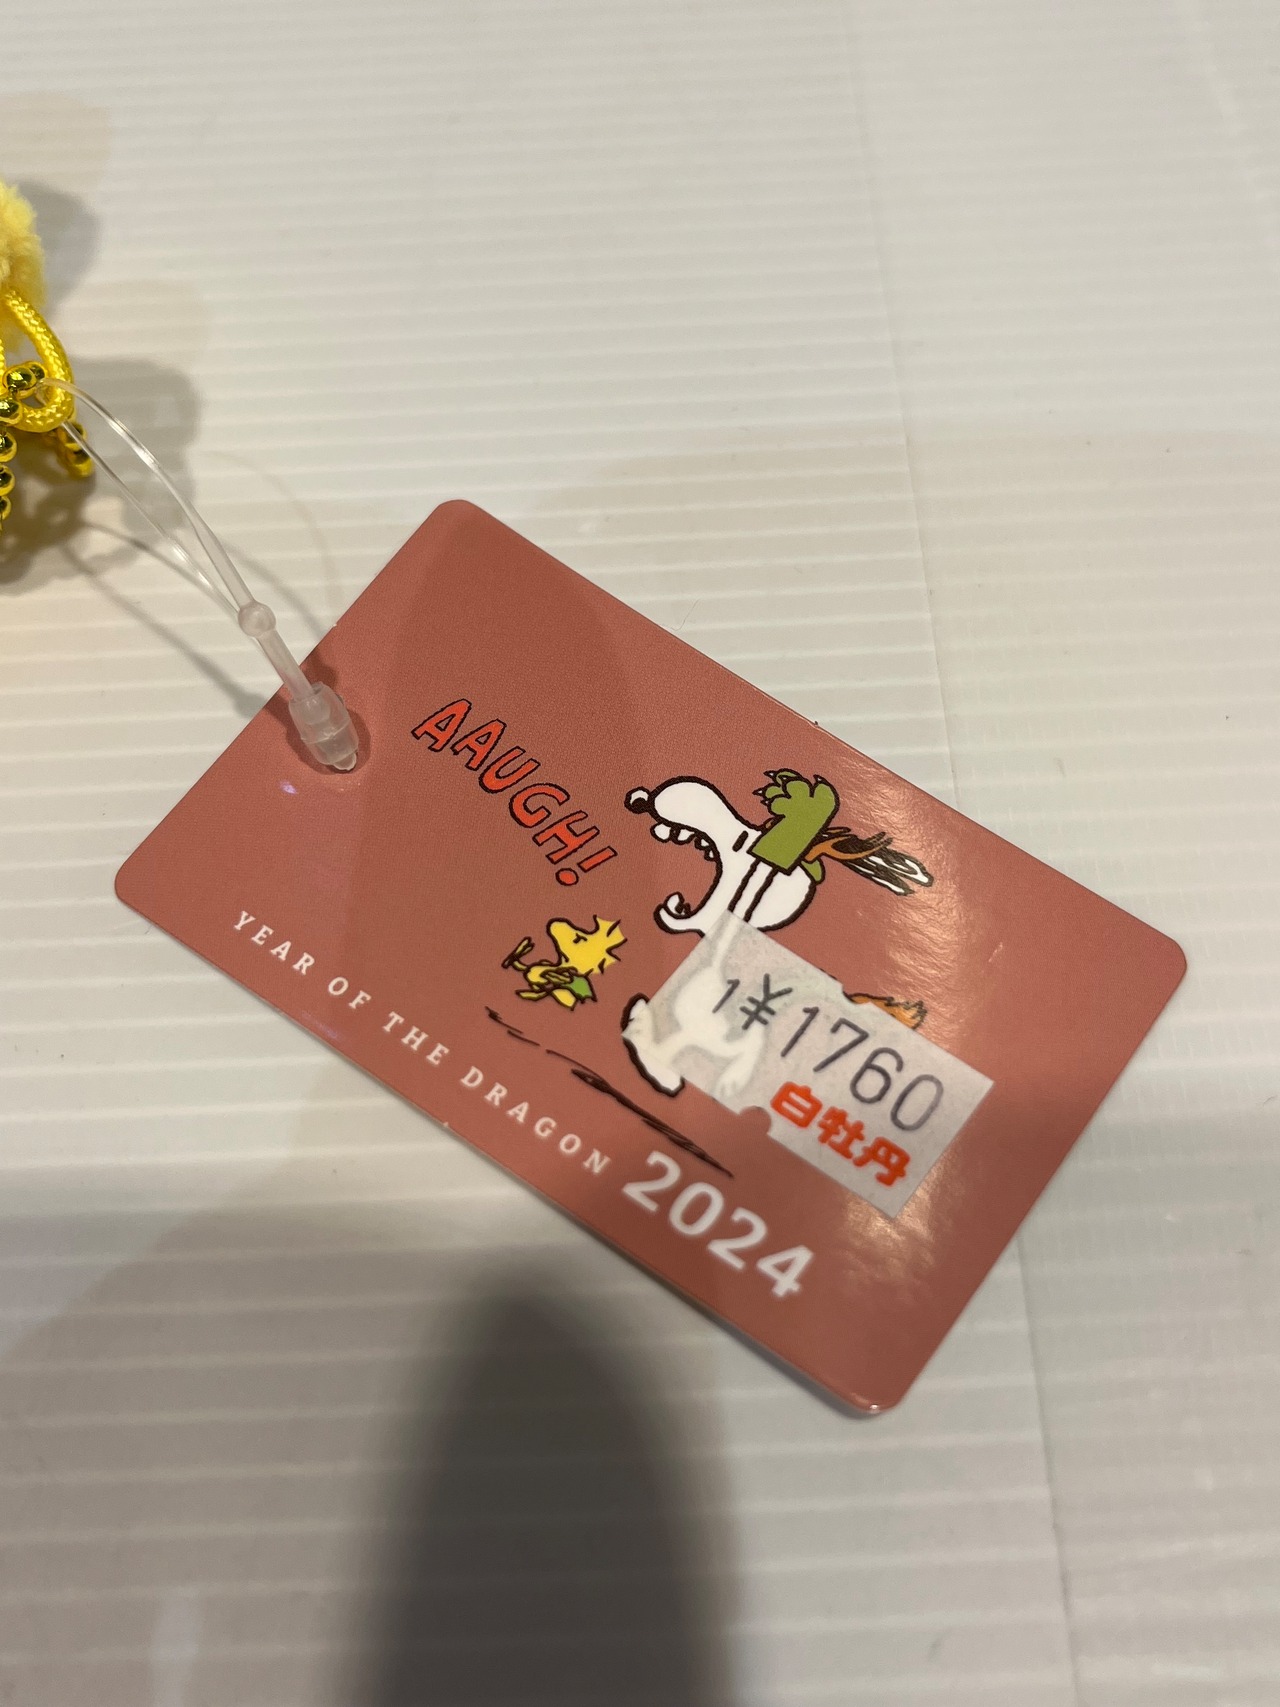 AAUGH!
1¥1760
白牡丹
YEAR OF THE DRAGON 2024